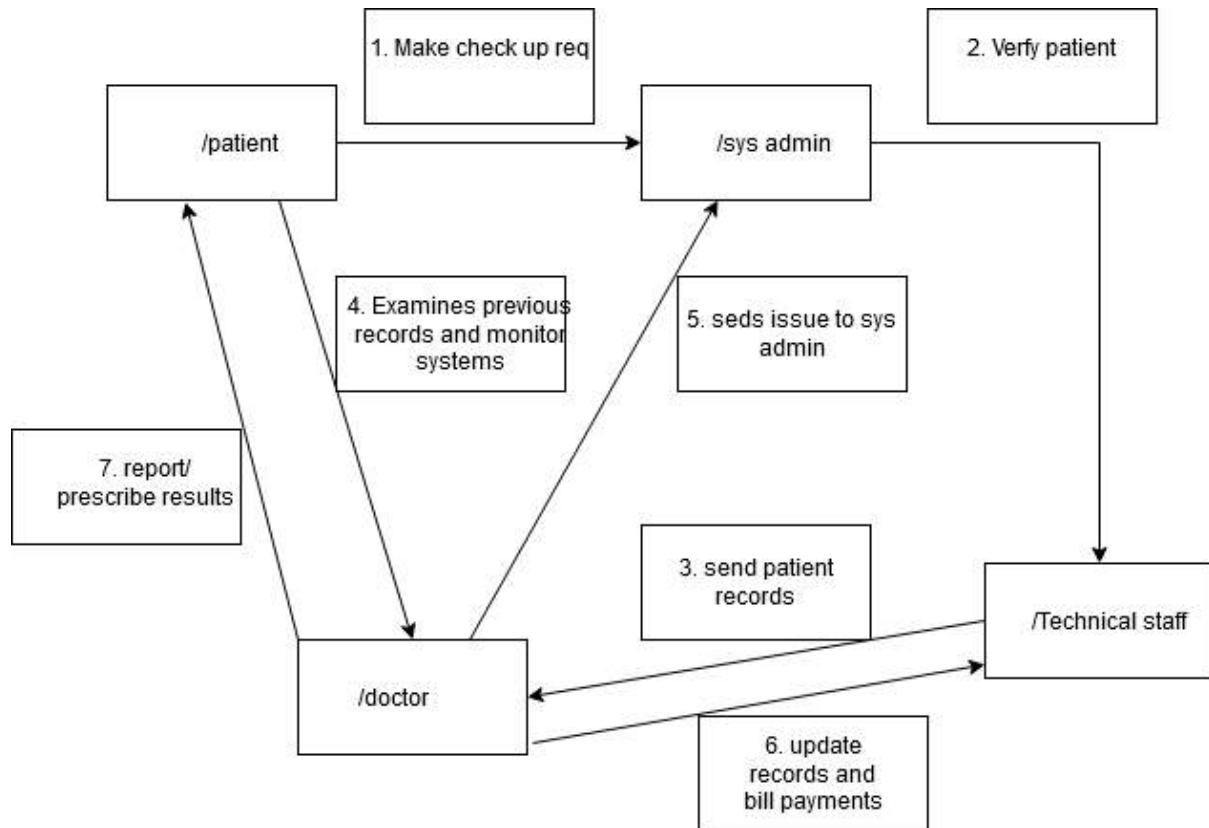 1. Make check up req
2. Verfy patient
/patient
/sys admin
4. Examines previous
records and monitor
systems
5. seds issue to sys
admin
7. report/
prescribe results
3. send patient
records
/Technical staff
/doctor
6. update
records and
bill payments